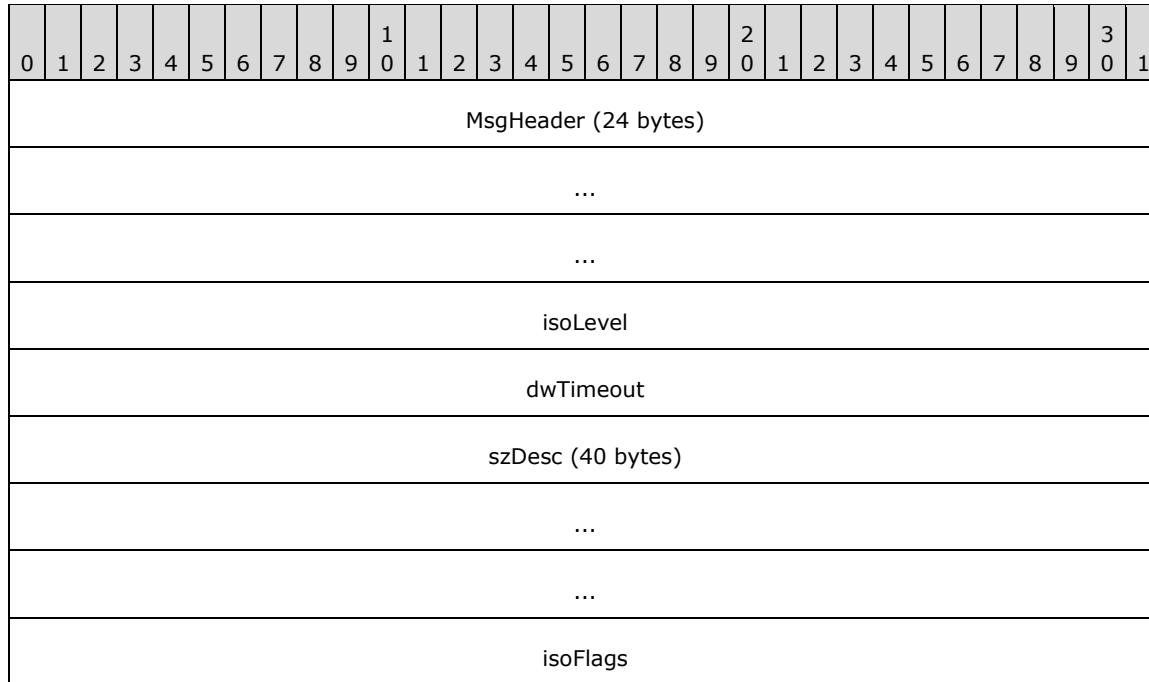 1 2 3
0 1 2 3 4 5 6 7 8 9 0 1 2 3 4 5 6 7 8 9 0 1 2 3 4 5 6 7 8 9 0 1
MsgHeader (24 bytes)
...
...
isoLevel
dwTimeout
szDesc (40 bytes)
...
...
isoFlags